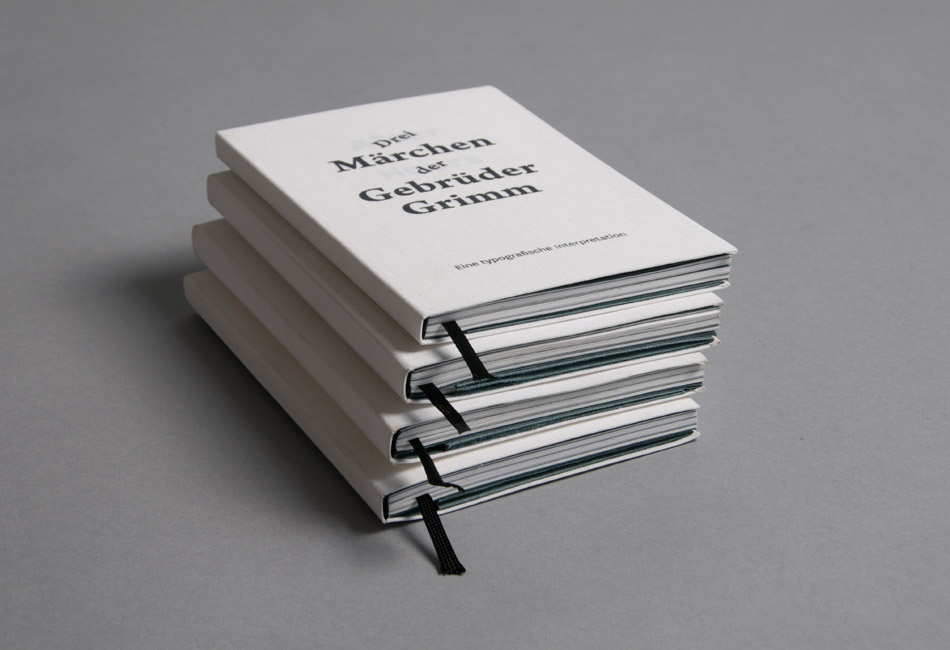 Drei
Märchen
der
Gebrüder
Grimm
Eine typografische interpretation